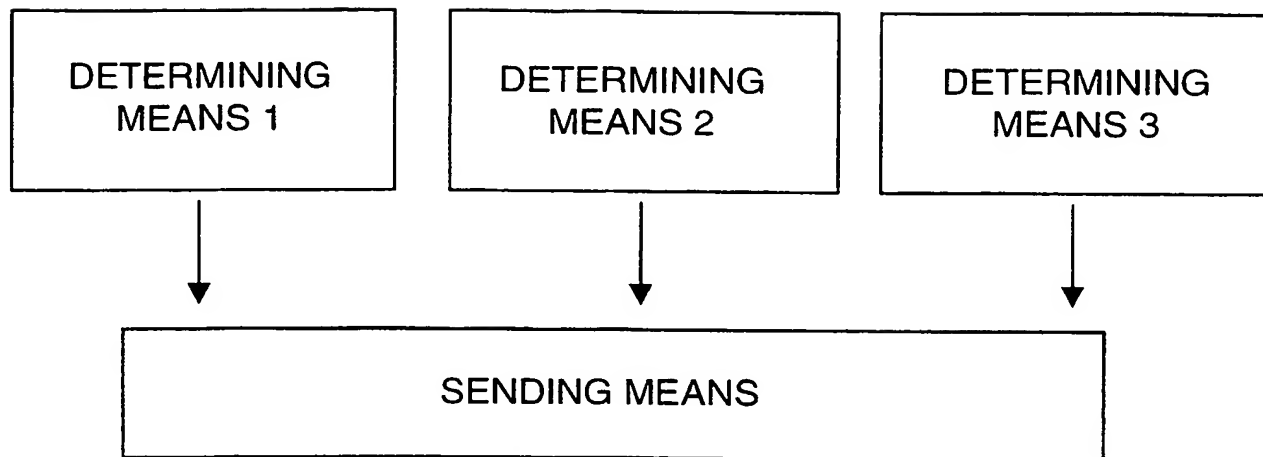 DETERMINING
MEANS 1
DETERMINING
MEANS 2
DETERMINING
MEANS 3
SENDING MEANS